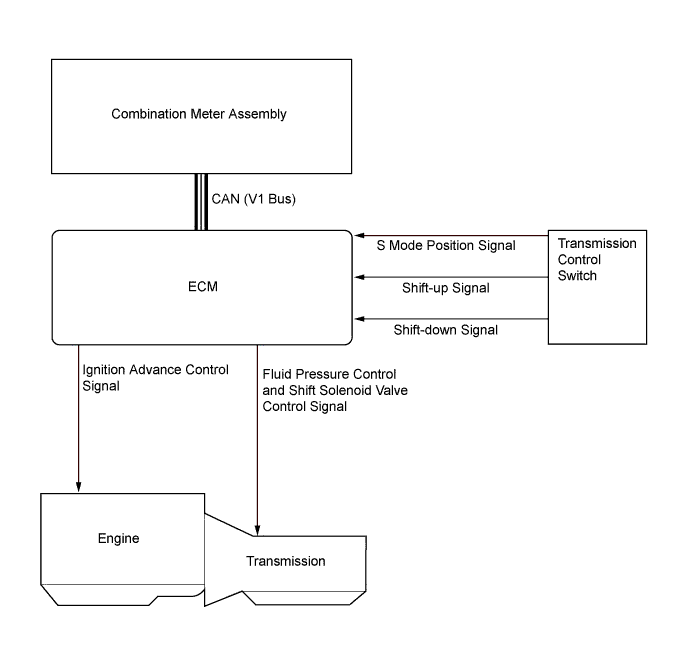 Combination Meter Assembly
CAN (V1 Bus)
ECM
S Mode Position Signal
Shift-up Signal
Shift-down Signal
Transmission
Control
Switch
Ignition Advance Control
Signal
Fluid Pressure Control
and Shift Solenoid Valve
Control Signal
Engine
Transmission